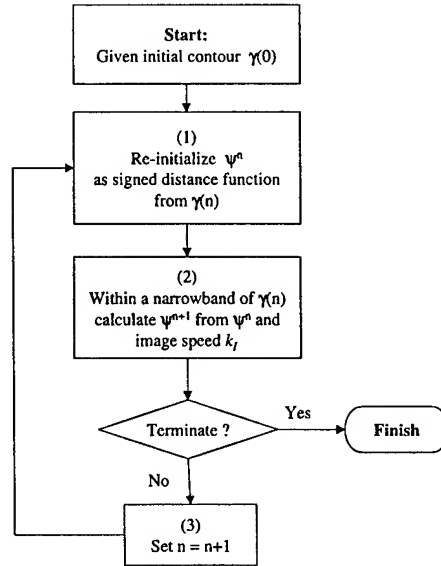 Start:
Given initial contour γ(0)
(1)
Re-initialize ψⁿ
as signed distance function
from γ(n)
(2)
Within a narrowband of γ(n)
calculate ψⁿ⁺¹ from ψⁿ and
image speed k_I
Terminate ?
Yes
Finish
No
(3)
Set n = n+1